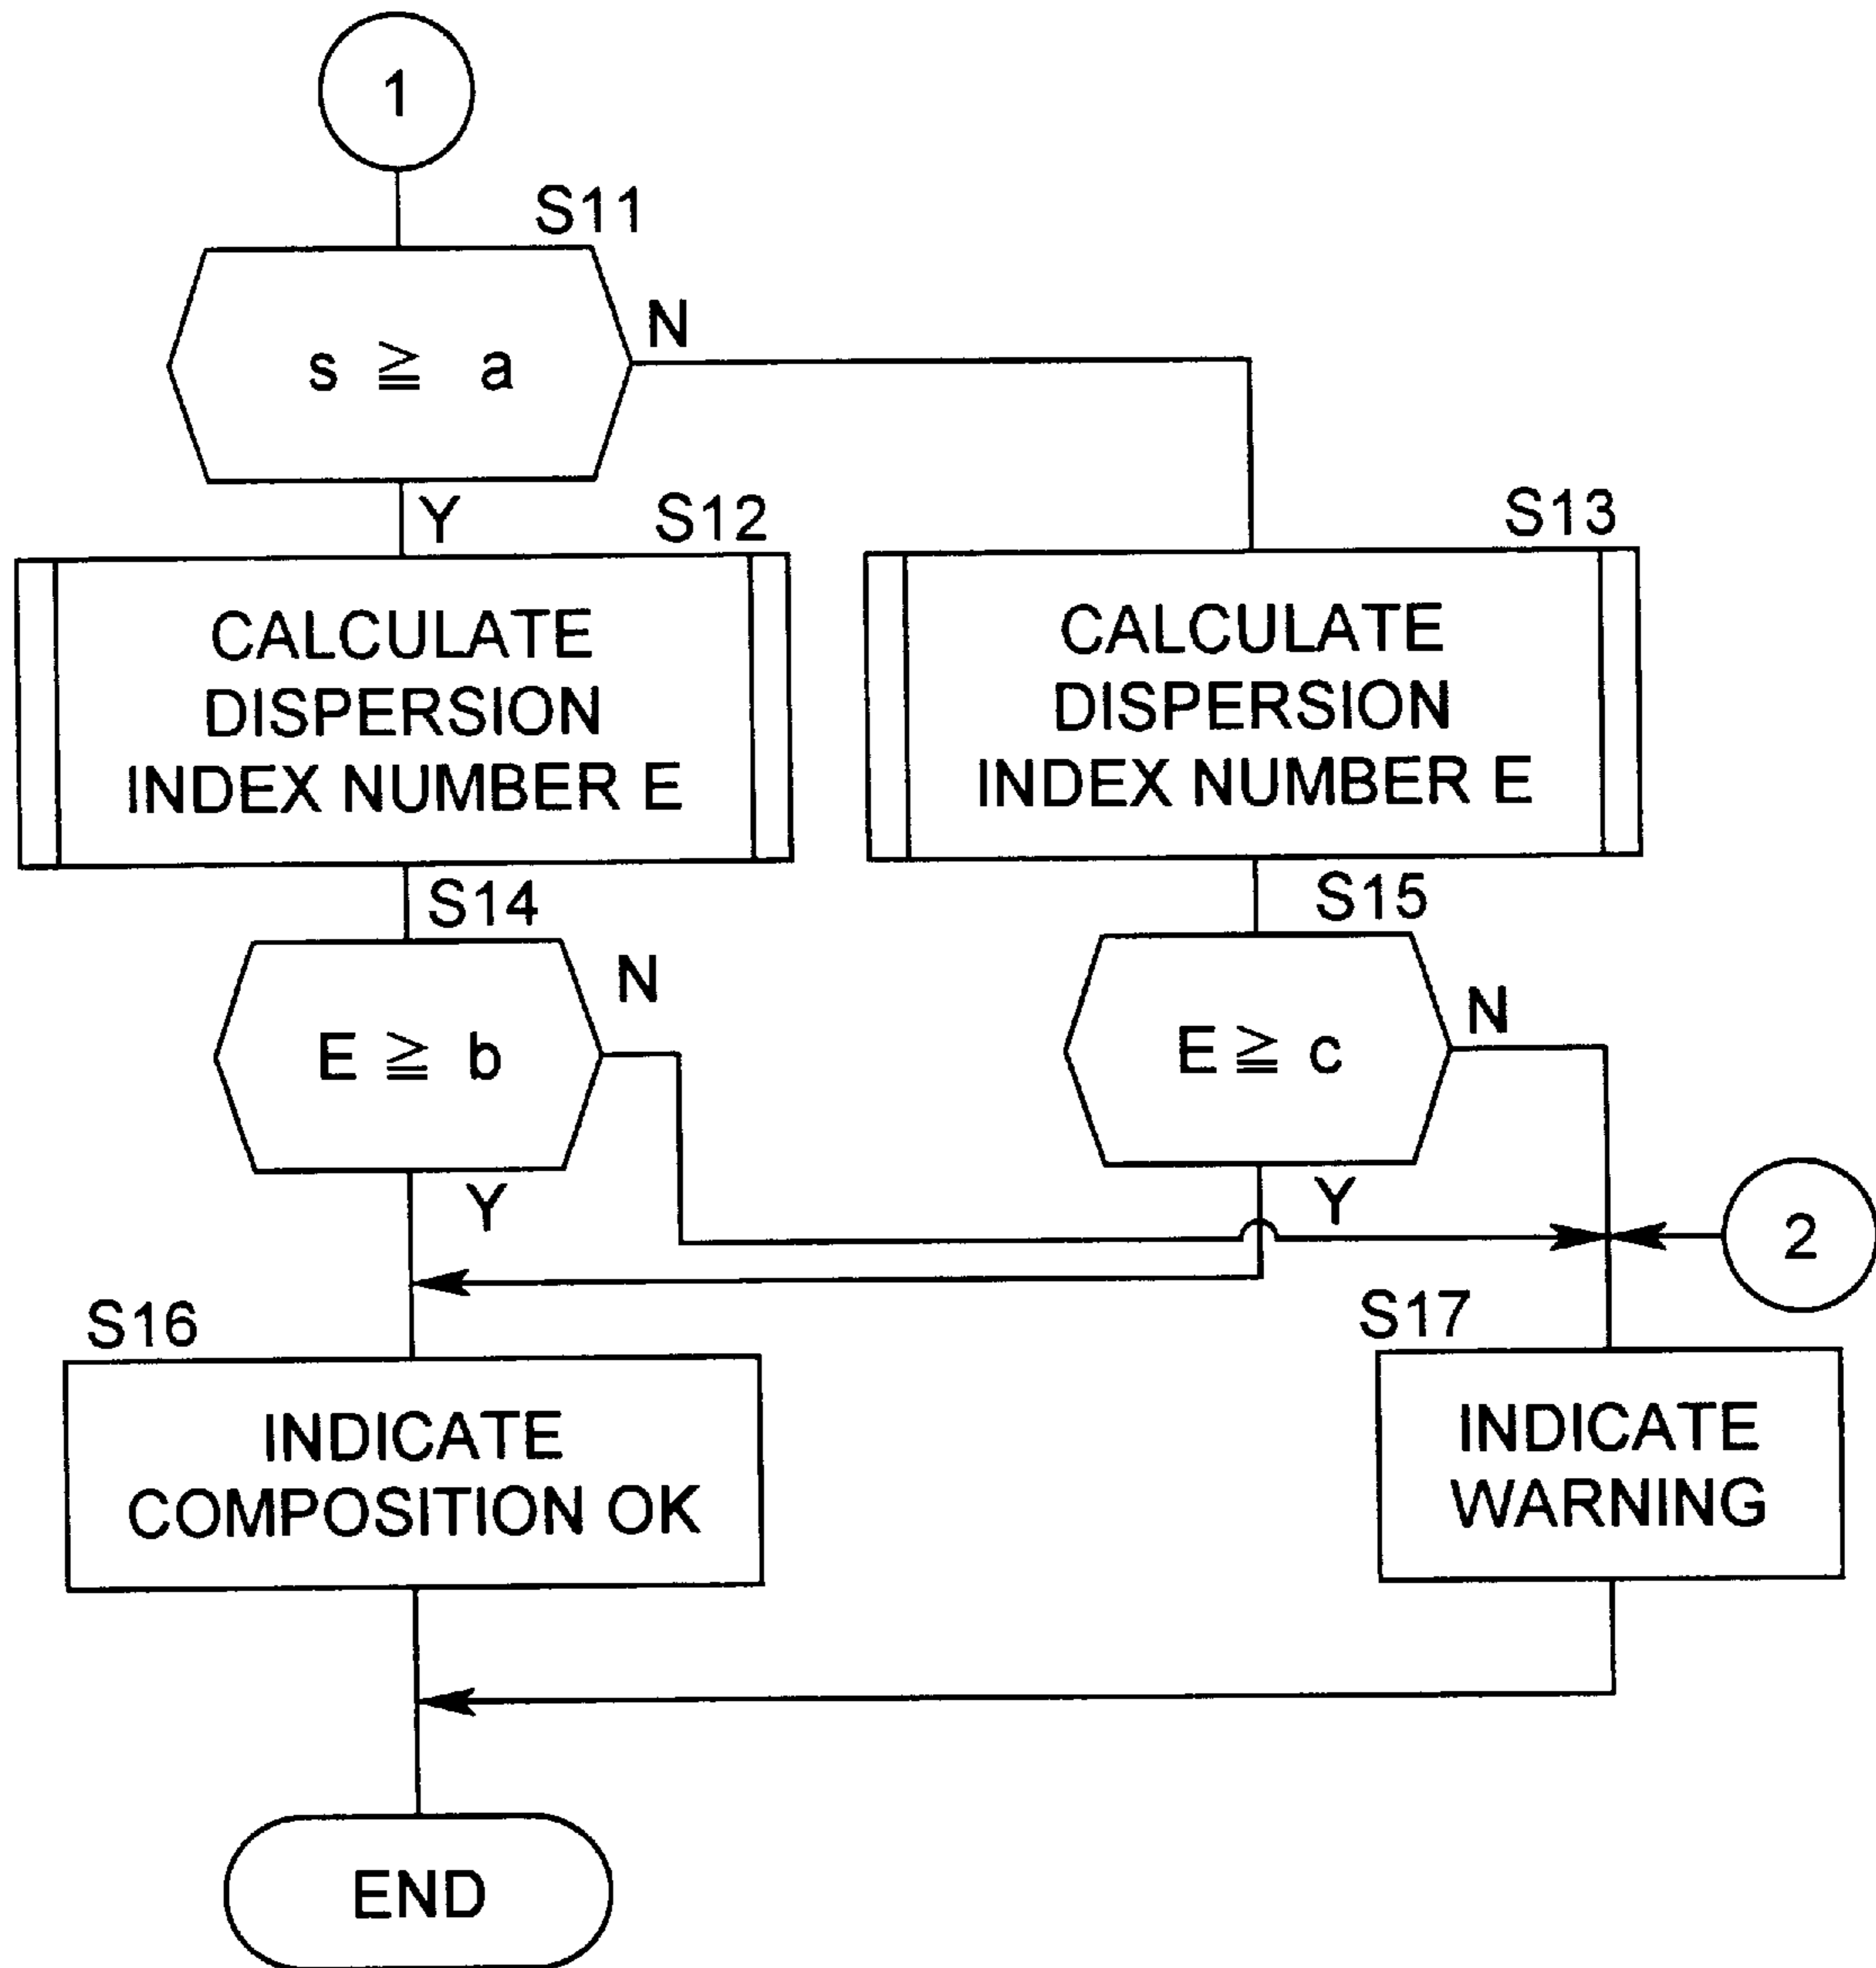 1
S11
s ≧ a
N
Y
S12
CALCULATE
DISPERSION
INDEX NUMBER E
S13
CALCULATE
DISPERSION
INDEX NUMBER E
S14
E ≧ b
N
Y
S15
E ≧ c
N
Y
2
S16
INDICATE
COMPOSITION OK
S17
INDICATE
WARNING
END